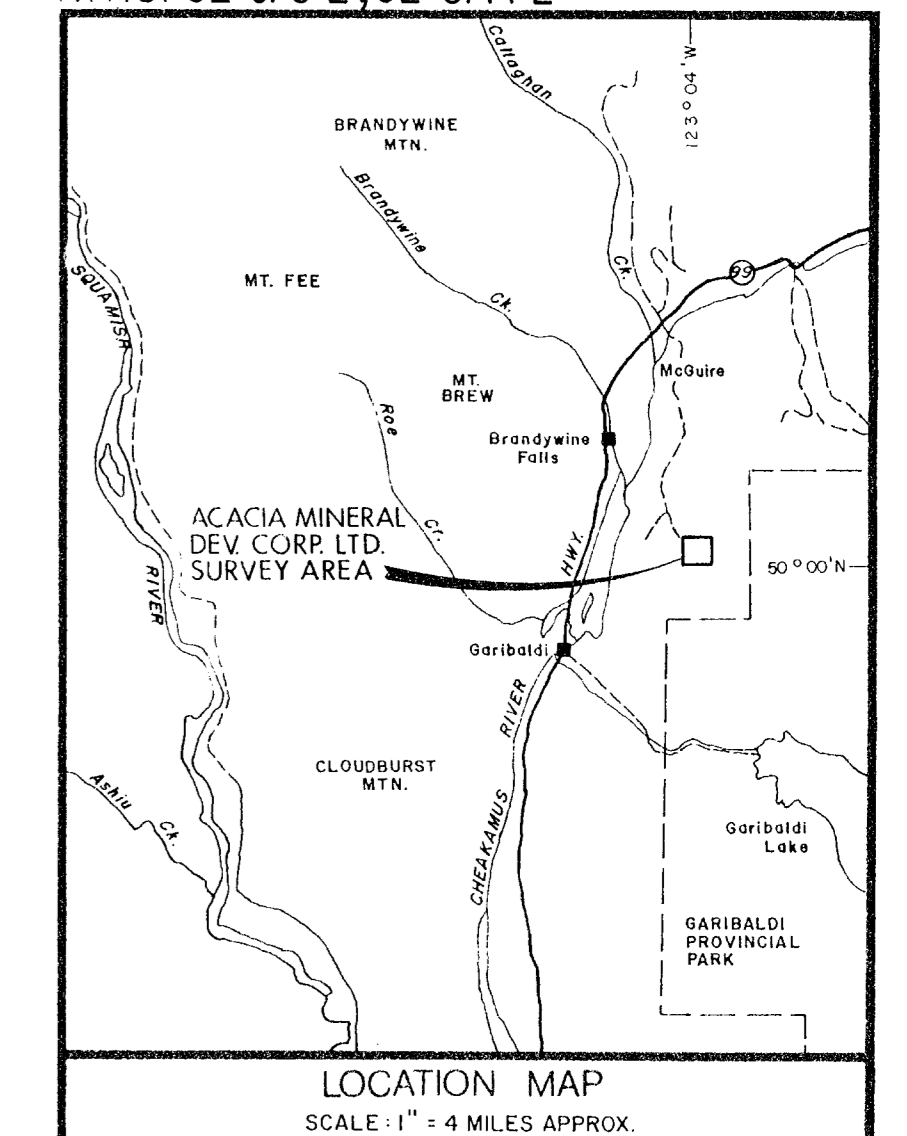 Callaghan
Ck.
123°04'W
BRANDYWINE
MTN.
Brandywine
Ck.
SQUAMISH
RIVER
MT. FEE
99
McGuire
MT.
BREW
Roe
Cr.
Brandywine
Falls
ACACIA MINERAL
DEV. CORP. LTD.
SURVEY AREA
HWY.
50°00'N
Garibaldi
CHEAKAMUS RIVER
CLOUDBURST
MTN.
Ashlu
Ck.
Garibaldi
Lake
GARIBALDI
PROVINCIAL
PARK
LOCATION MAP
SCALE : 1" = 4 MILES APPROX.